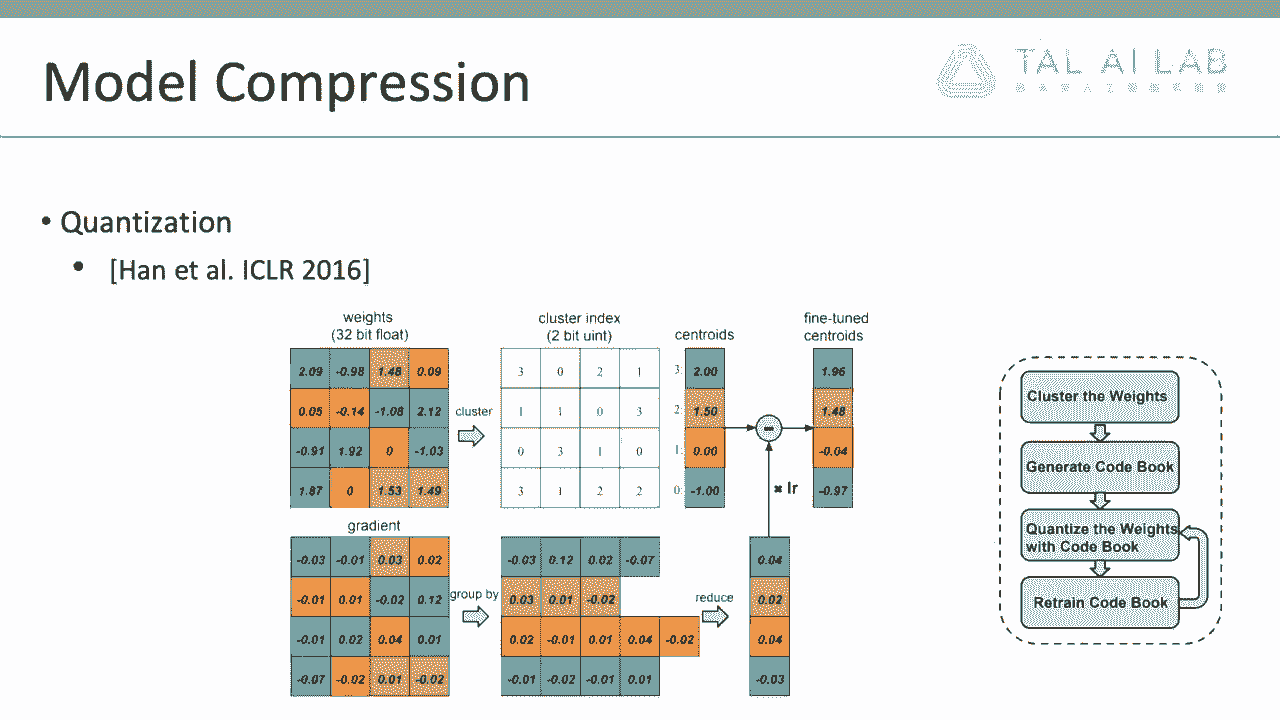 Model Compression
TAL AI LAB
• Quantization
• [Han et al. ICLR 2016]
weights
(32 bit float)
cluster index
(2 bit uint)
centroids
fine-tuned
centroids
2.09 -0.98 1.48 0.09
0.05 -0.14 -1.08 2.12
-0.91 1.92 0 -1.03
1.87 0 1.53 1.49
cluster
3 0 2 1
1 1 0 3
0 3 1 0
3 1 2 2
3: 2.00
2: 1.50
1: 0.00
0: -1.00
-
× lr
1.96
1.48
-0.04
-0.97
gradient
-0.03 -0.01 0.03 0.02
-0.01 0.01 -0.02 0.12
-0.01 0.02 0.04 0.01
-0.07 -0.02 0.01 -0.02
group by
-0.03 0.12 0.02 -0.07
0.03 0.01 -0.02
0.02 -0.01 0.01 0.04 -0.02
-0.01 -0.02 -0.01 0.01
reduce
0.04
0.02
0.04
-0.03
Cluster the Weights
Generate Code Book
Quantize the Weights
with Code Book
Retrain Code Book